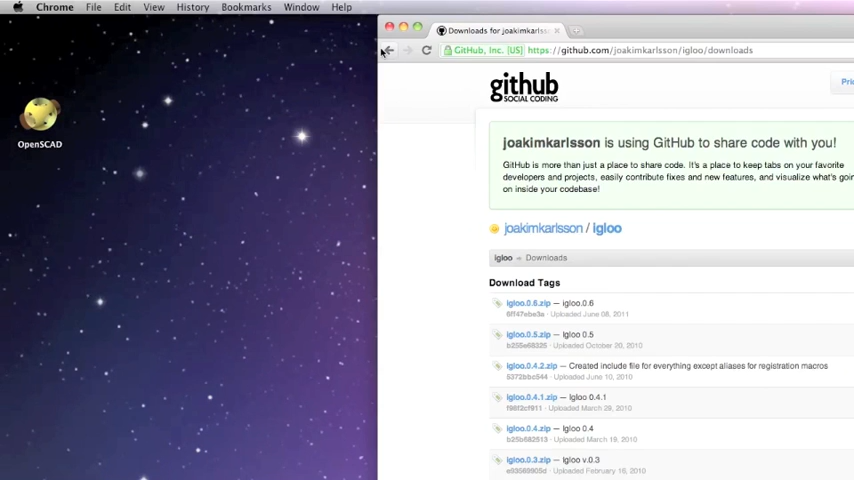 Chrome File Edit View History Bookmarks Window Help
Downloads for joakimkarlss
GitHub, Inc. [US] https://github.com/joakimkarlsson/igloo/downloads
OpenSCAD
github
SOCIAL CODING
joakimkarlsson is using GitHub to share code with you!
GitHub is more than just a place to share code. It's a place to keep tabs on your favorite
developers and projects, easily contribute fixes and new features, and visualize what's goin
on inside your codebase!
joakimkarlsson / igloo
igloo Downloads
Download Tags
igloo.0.6.zip — igloo.0.6
6ff47ebe3a · Uploaded June 08, 2011
igloo.0.5.zip — Igloo 0.5
b255e68325 · Uploaded October 20, 2010
igloo.0.4.2.zip — Created include file for everything except aliases for registration macros
5372bbc544 · Uploaded June 10, 2010
igloo.0.4.1.zip — Igloo 0.4.1
f98f2cf911 · Uploaded March 29, 2010
igloo.0.4.zip — Igloo 0.4
b25b682513 · Uploaded March 19, 2010
igloo.0.3.zip — Igloo v.0.3
Uploaded February 16, 2010